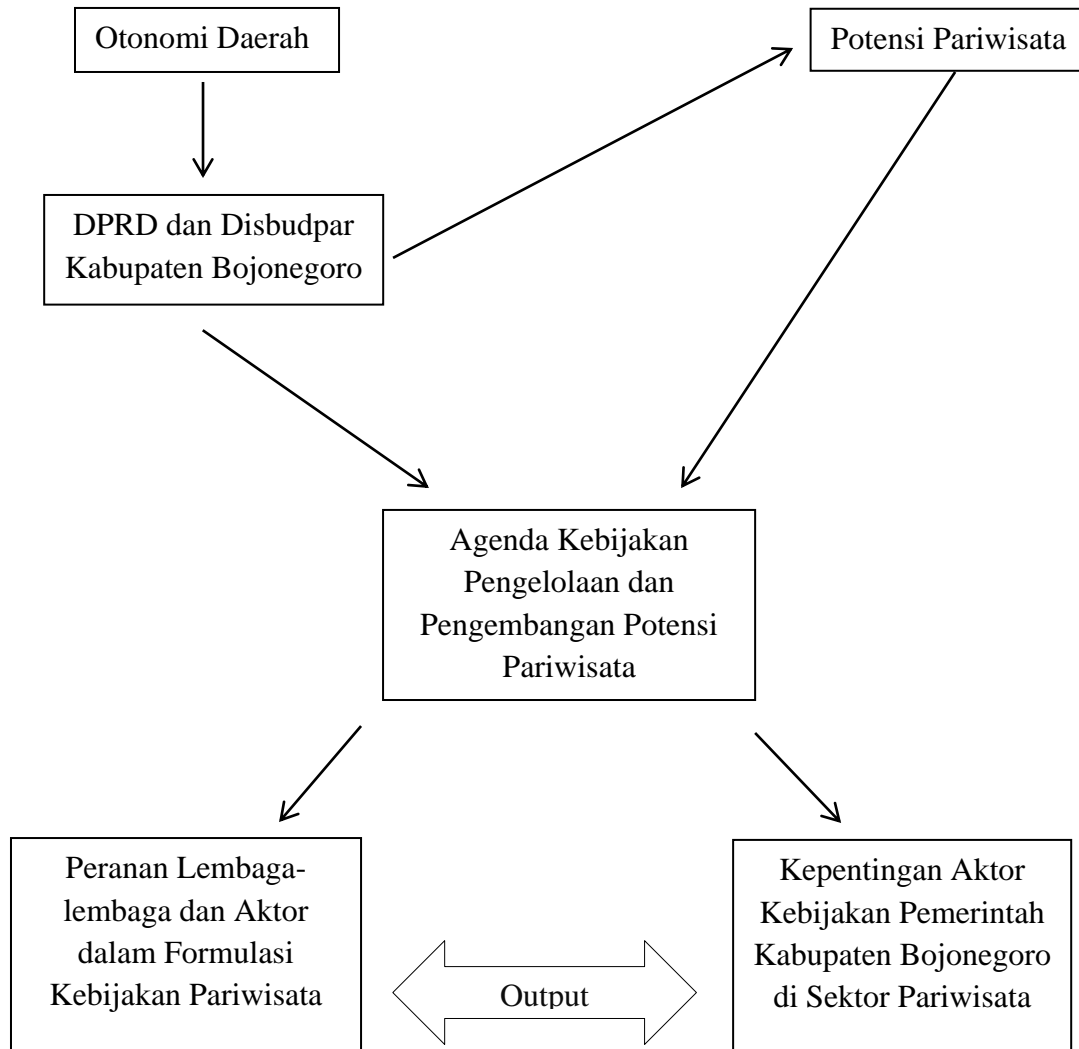 Otonomi Daerah
Potensi Pariwisata
DPRD dan Disbudpar
Kabupaten Bojonegoro
Agenda Kebijakan
Pengelolaan dan
Pengembangan Potensi
Pariwisata
Peranan Lembaga-
lembaga dan Aktor
dalam Formulasi
Kebijakan Pariwisata
Output
Kepentingan Aktor
Kebijakan Pemerintah
Kabupaten Bojonegoro
di Sektor Pariwisata